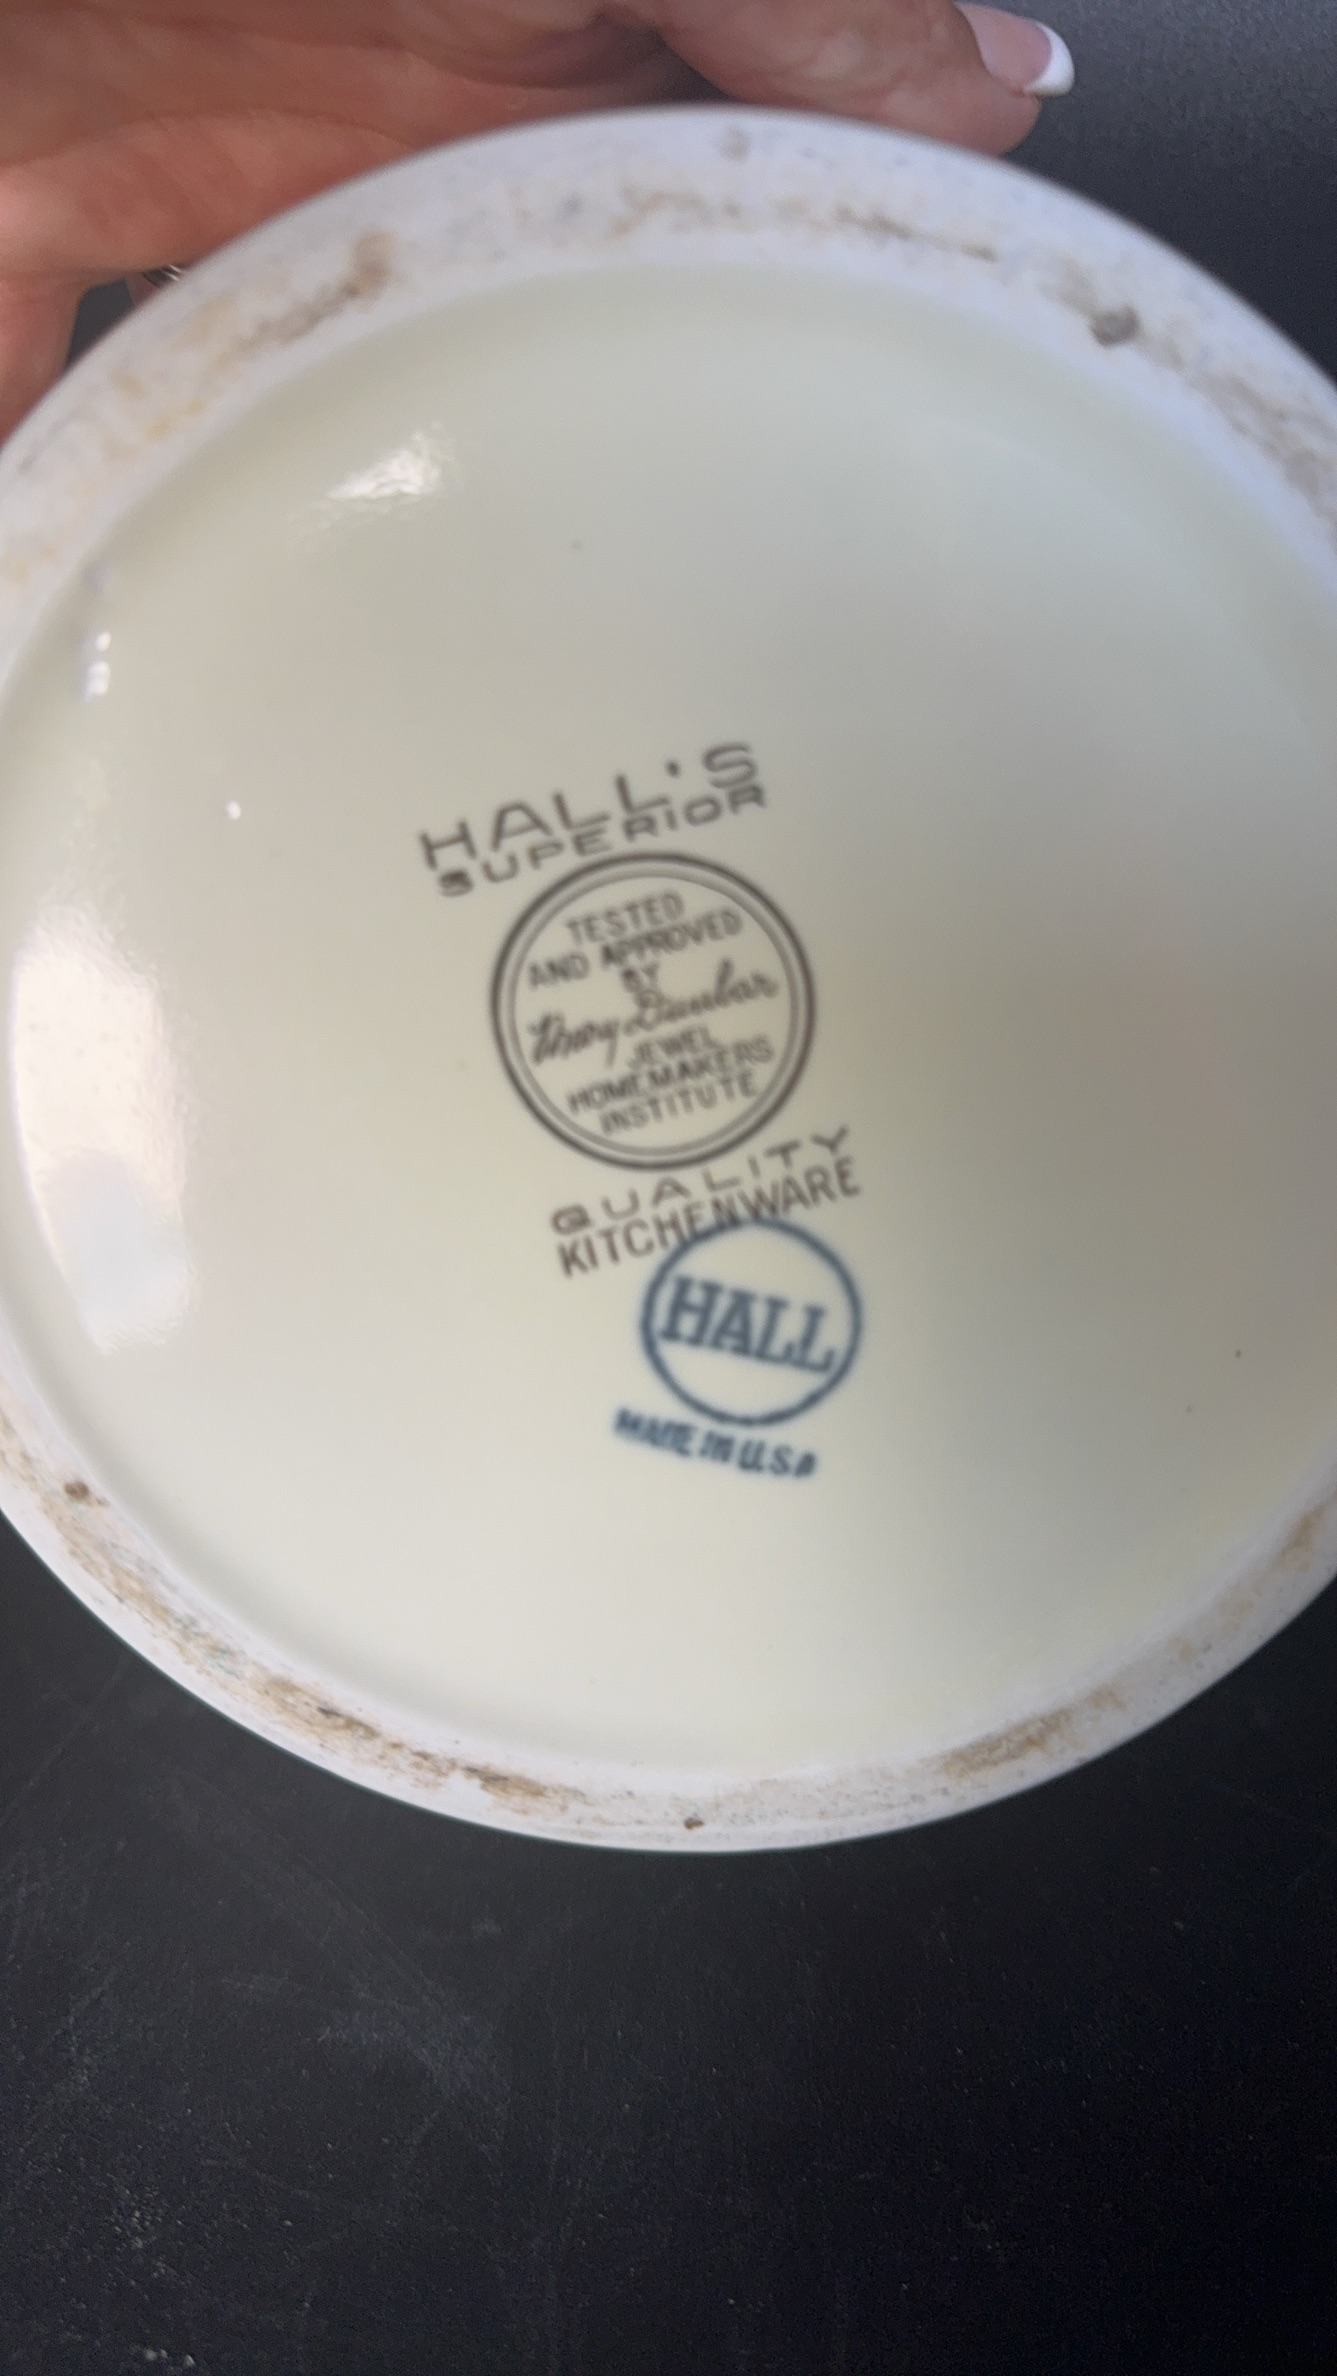 HALL'S
SUPERIOR
TESTED
AND APPROVED
BY
Mary Dunbar
JEWEL
HOMEMAKERS
INSTITUTE
QUALITY
KITCHENWARE
HALL
MADE IN U.S.A